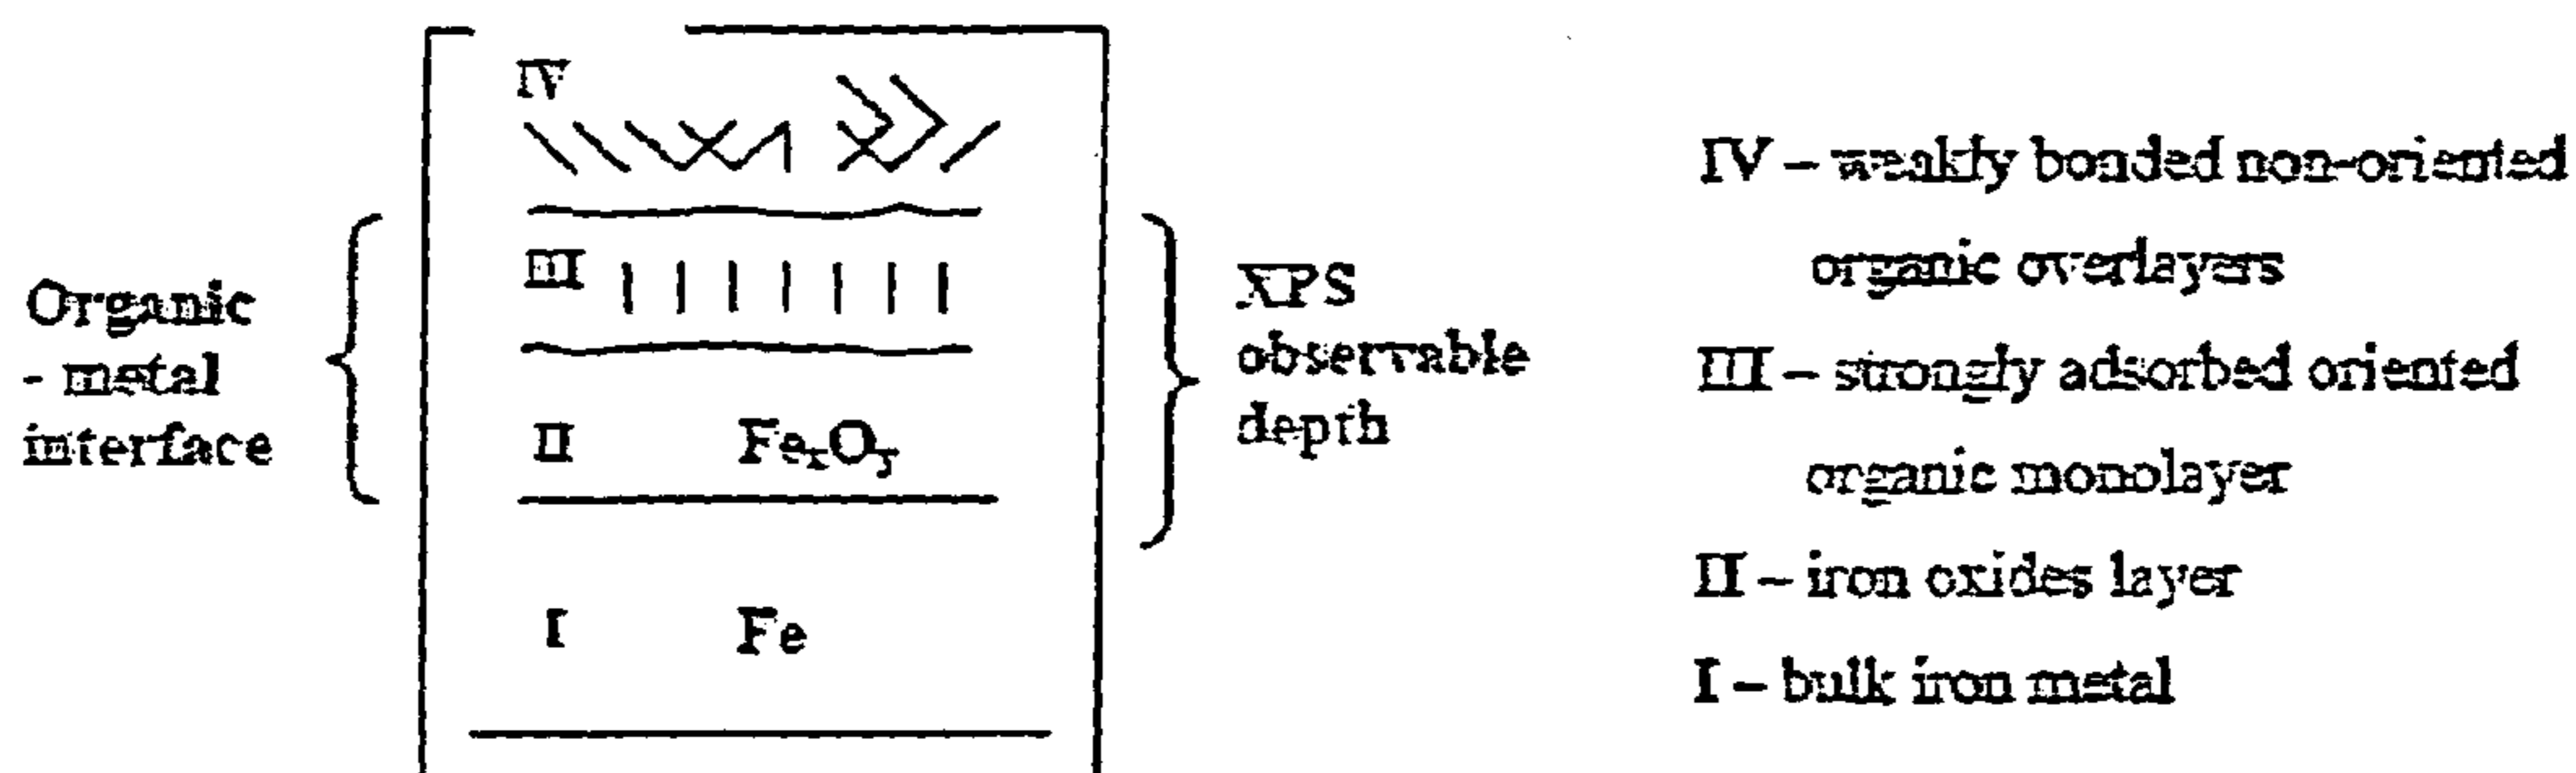 IV
III
II FeₓOᵧ
I Fe
Organic
- metal
interface
XPS
observable
depth
IV – weakly bonded non-oriented
organic overlayers
III – strongly adsorbed oriented
organic monolayer
II – iron oxides layer
I – bulk iron metal